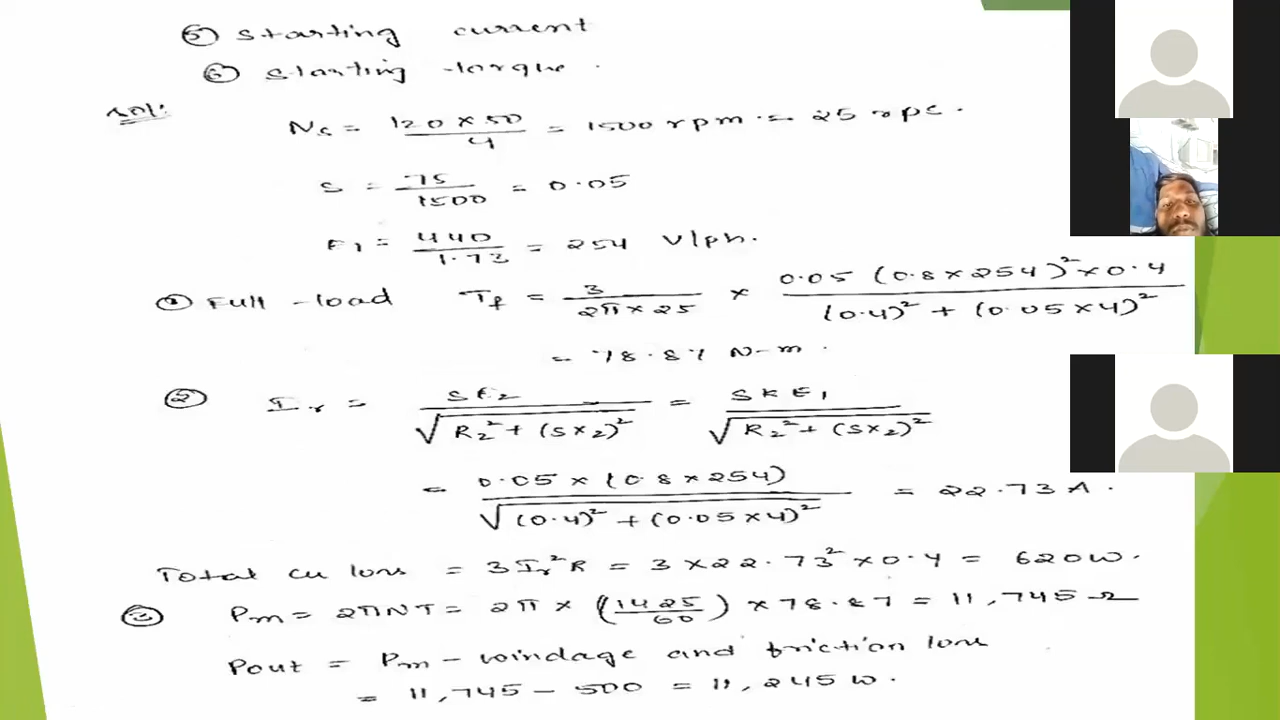 ⑤ Starting current
⑥ Starting torque.
Sol:
Ns = 120 × 50 / 4 = 1500 rpm. = 25 rps.
S = 75 / 1500 = 0.05
E₁ = 440 / 1.73 = 254 V/ph.
① Full-load Tf = 3 / 2π × 25 × 0.05 (0.8 × 254)² × 0.4 / (0.4)² + (0.05 × 4)²
= 78.87 N-m.
② Ir = SE₂ / √R₂² + (SX₂)² = SKE₁ / √R₂² + (SX₂)²
= 0.05 × (0.8 × 254) / √(0.4)² + (0.05 × 4)² = 22.73 A.
Total cu loss = 3Ir²R = 3 × 22.73² × 0.4 = 620 W.
③ Pm = 2πNT = 2π × (1425 / 60) × 78.87 = 11,745 Ω
Pout = Pm - windage and friction loss
= 11,745 - 500 = 11,245 W.